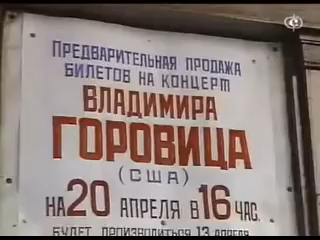 ПРЕДВАРИТЕЛЬНАЯ ПРОДАЖА
БИЛЕТОВ НА КОНЦЕРТ
ВЛАДИМИРА
ГОРОВИЦА
(США)
НА 20 АПРЕЛЯ В 16 ЧАС.
БУДЕТ ПРОИЗВОДИТЬСЯ 13 АПРЕЛЯ